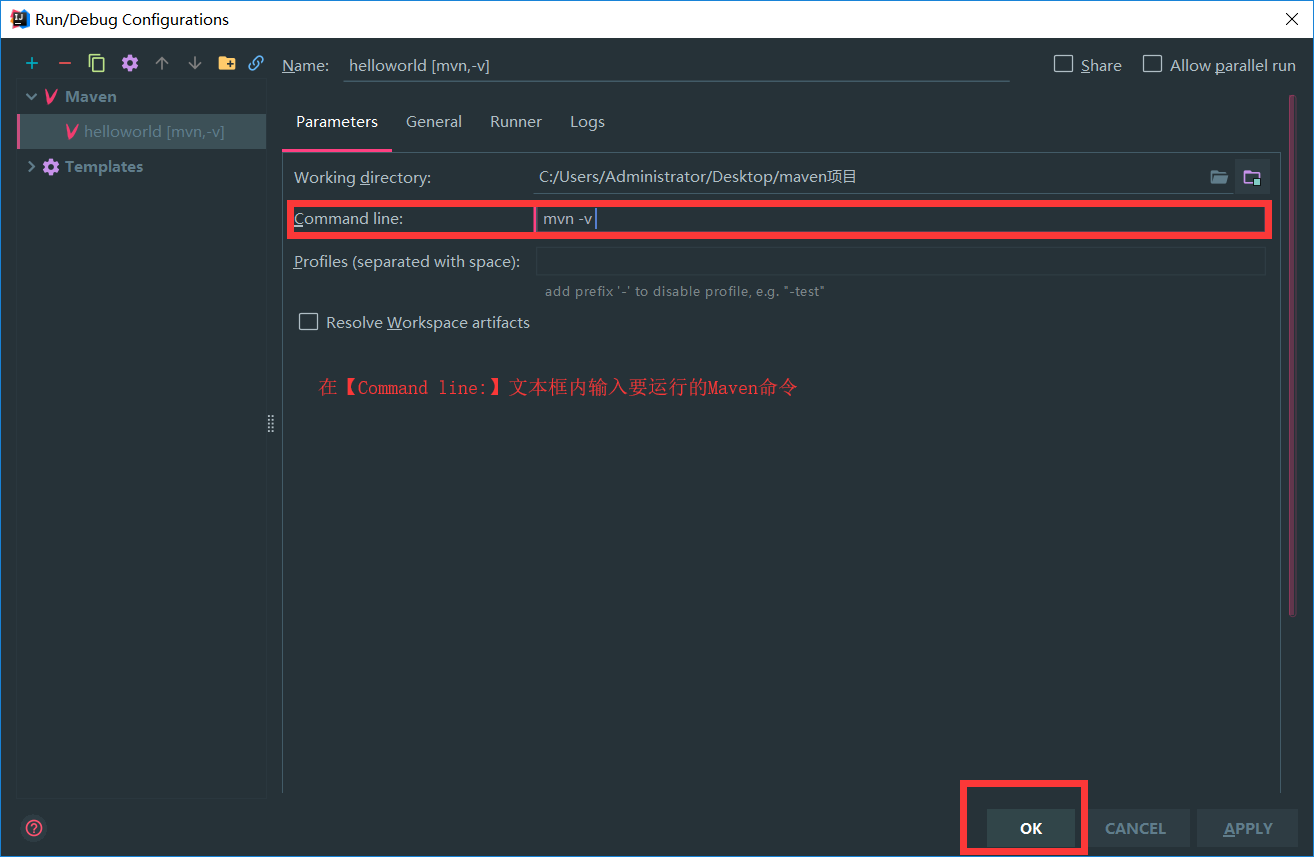 Run/Debug Configurations
Name: helloworld [mvn,-v]
Share
Allow parallel run
Maven
helloworld [mvn,-v]
Templates
Parameters General Runner Logs
Working directory: C:/Users/Administrator/Desktop/maven项目
Command line: mvn -v
Profiles (separated with space):
add prefix '-' to disable profile, e.g. "-test"
Resolve Workspace artifacts
在【Command line:】文本框内输入要运行的Maven命令
OK CANCEL APPLY